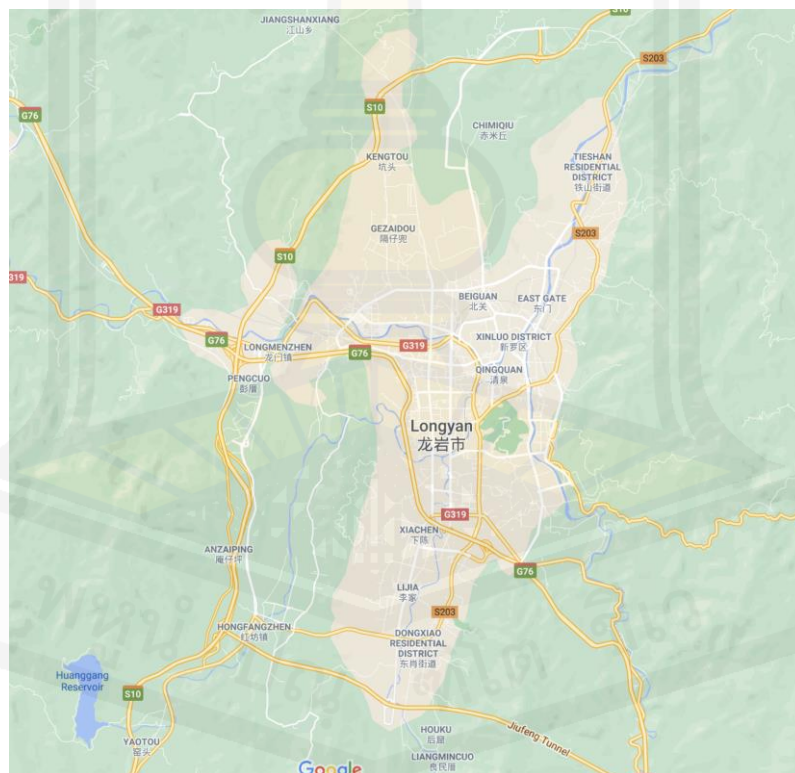 JIANGSHANXIANG
江山乡
S10
S203
G76
S10
CHIMIQIU
赤米丘
KENGTOU
坑头
TIESHAN
RESIDENTIAL
DISTRICT
铁山街道
GEZAIDOU
隔仔兜
S203
S10
G319
BEIGUAN
北关
EAST GATE
东门
G319
XINLUO DISTRICT
新罗区
G76
LONGMENZHEN
龙门镇
G76
G319
QINGQUAN
清泉
PENGCUO
彭厝
Longyan
龙岩市
G319
XIACHEN
下陈
ANZAIPING
庵仔坪
G76
LIJIA
李家
S203
HONGFANGZHEN
红坊镇
DONGXIAO
RESIDENTIAL
DISTRICT
东肖街道
Huanggang
Reservoir
S10
HOUKU
YAOTOU
窑头
Jiufeng Tunnel
LIANGMINCUO
Google